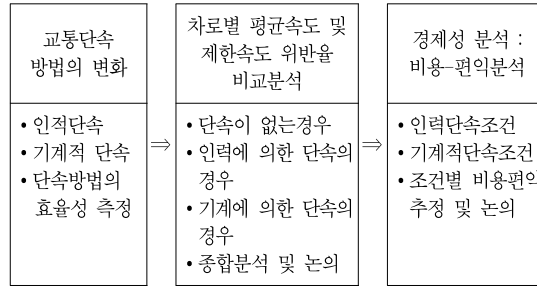 교통단속
방법의 변화
• 인적단속
• 기계적 단속
• 단속방법의
효율성 측정
⇒
차로별 평균속도 및
제한속도 위반율
비교분석
• 단속이 없는경우
• 인력에 의한 단속의
경우
• 기계에 의한 단속의
경우
• 종합분석 및 논의
⇒
경제성 분석 :
비용-편익분석
• 인력단속조건
• 기계적단속조건
• 조건별 비용편익
추정 및 논의